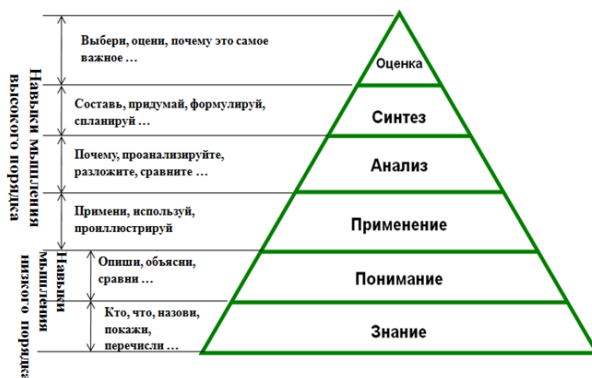 Навыки мышления
высокого порядка
Выбери, оцени, почему это самое
важное ...
Оценка
Составь, придумай, формулируй,
спланируй ...
Синтез
Почему, проанализируйте,
разложите, сравните ...
Анализ
Примени, используй,
проиллюстрируй
Применение
Навыки
мышления
низкого порядка
Опиши, объясни,
сравни ...
Понимание
Кто, что, назови,
покажи,
перечисли ...
Знание